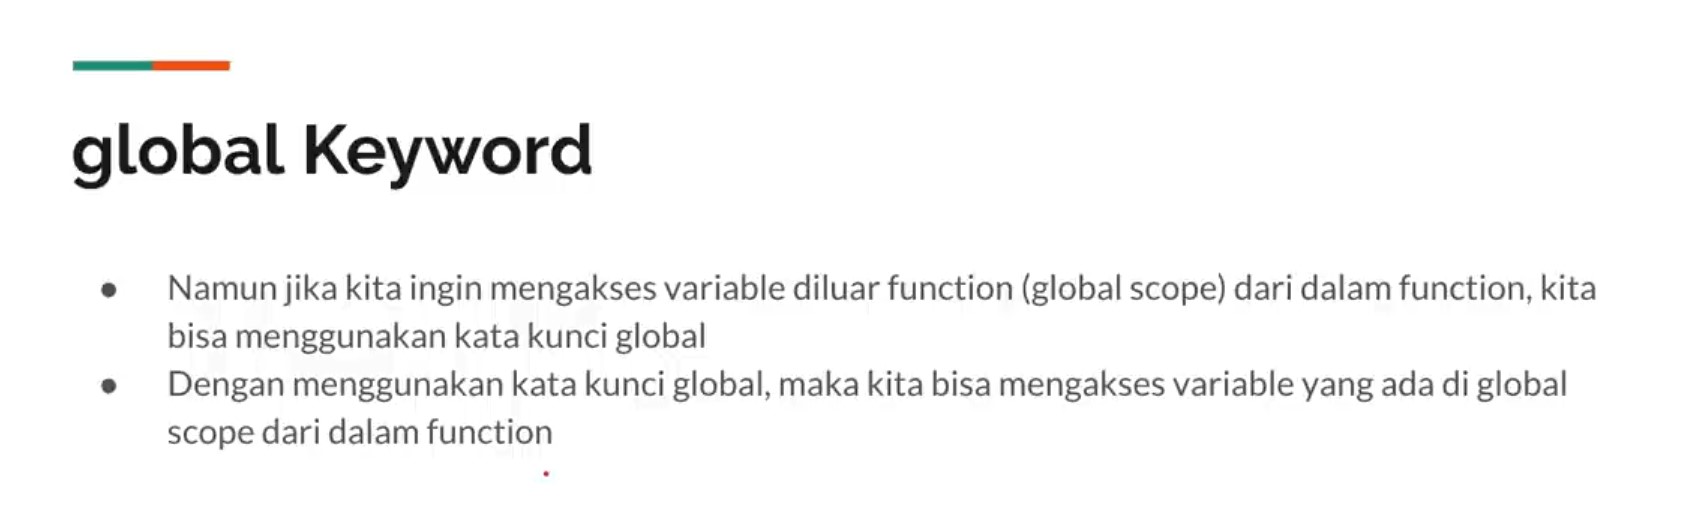 global Keyword
● Namun jika kita ingin mengakses variable diluar function (global scope) dari dalam function, kita
bisa menggunakan kata kunci global
● Dengan menggunakan kata kunci global, maka kita bisa mengakses variable yang ada di global
scope dari dalam function